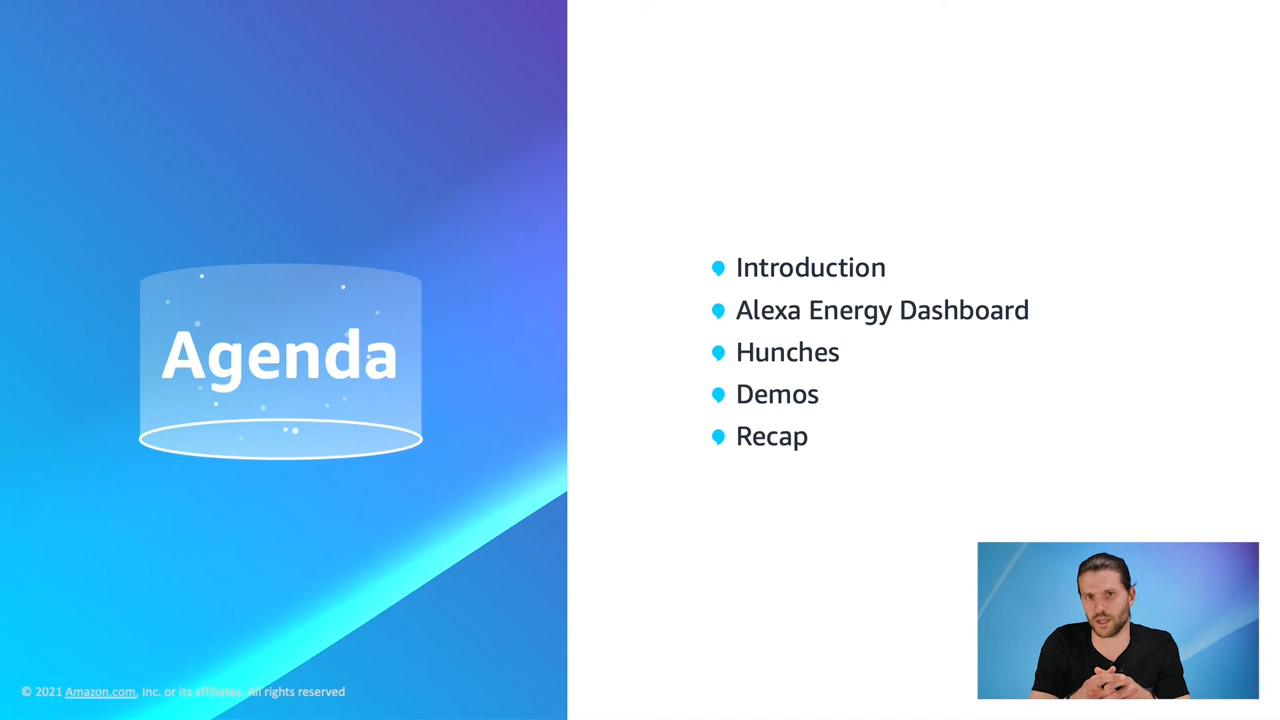 Agenda
Introduction
Alexa Energy Dashboard
Hunches
Demos
Recap
© 2021 Amazon.com, Inc. or its affiliates. All rights reserved